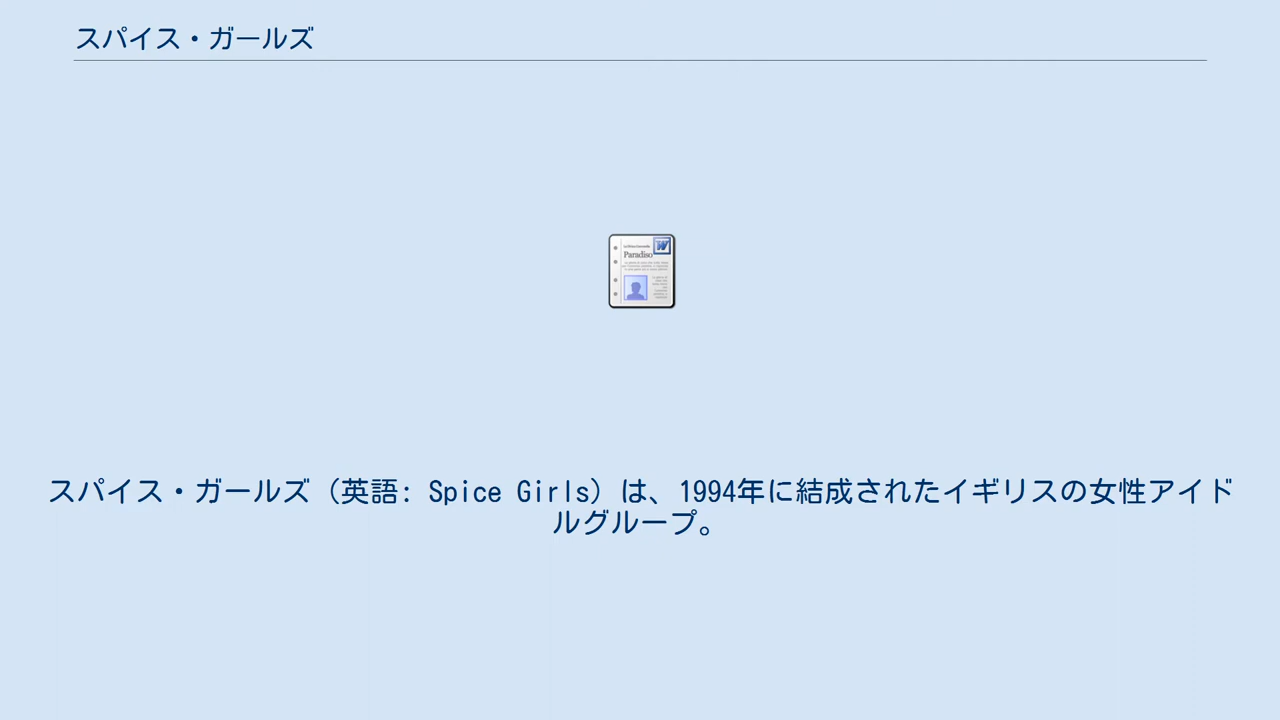 スパイス・ガールズ
Paradiso
W
スパイス・ガールズ（英語: Spice Girls）は、1994年に結成されたイギリスの女性アイド
ルグループ。